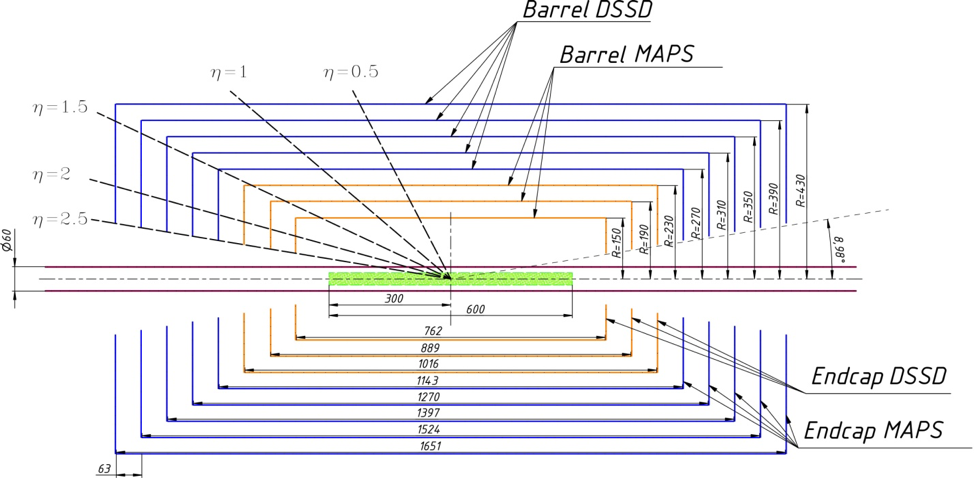 Barrel DSSD
Barrel MAPS
η=1
η=0.5
η=1.5
η=2
η=2.5
Ø60
R=150
R=190
R=230
R=270
R=310
R=350
R=390
R=430
8.98°
300
600
762
889
1016
1143
1270
1397
1524
1651
63
Endcap DSSD
Endcap MAPS